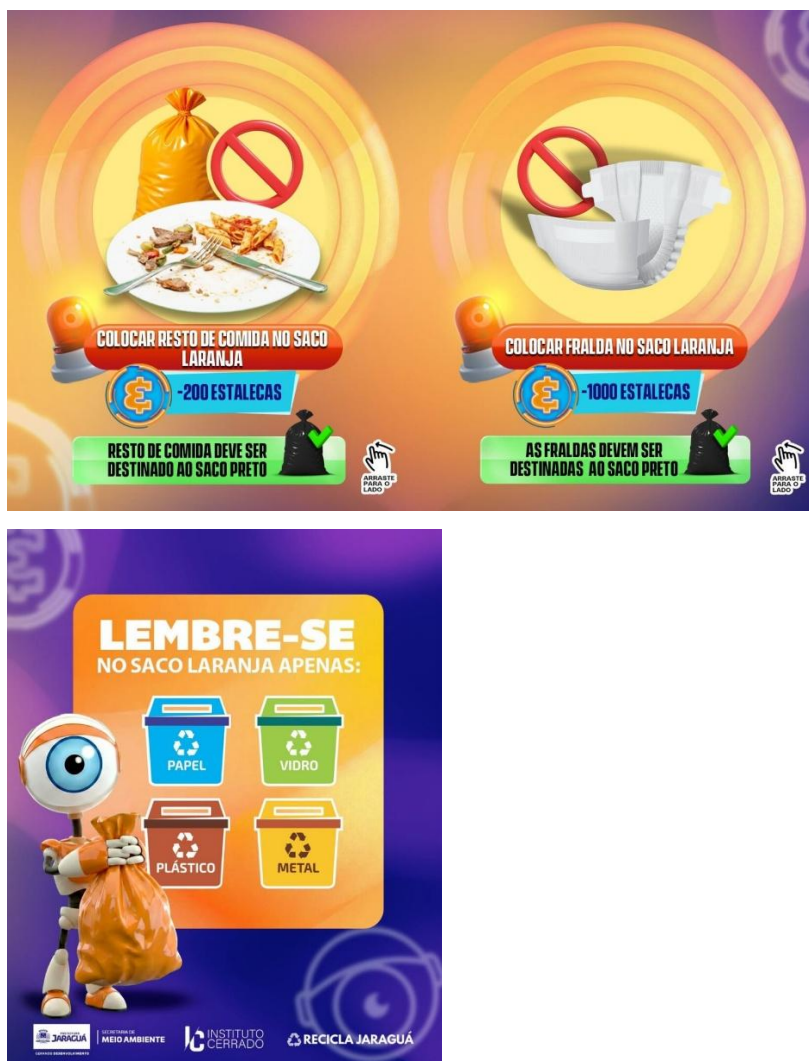 COLOCAR RESTO DE COMIDA NO SACO
LARANJA
-200 ESTALECAS
RESTO DE COMIDA DEVE SER
DESTINADO AO SACO PRETO
ARRASTE
PARA O
LADO
COLOCAR FRALDA NO SACO LARANJA
-1000 ESTALECAS
AS FRALDAS DEVEM SER
DESTINADAS AO SACO PRETO
ARRASTE
PARA O
LADO
LEMBRE-SE
NO SACO LARANJA APENAS:
PAPEL
VIDRO
PLÁSTICO
METAL
PREFEITURA
JARAGUÁ
SECRETARIA DE
MEIO AMBIENTE
INSTITUTO
CERRADO
RECICLA JARAGUÁ